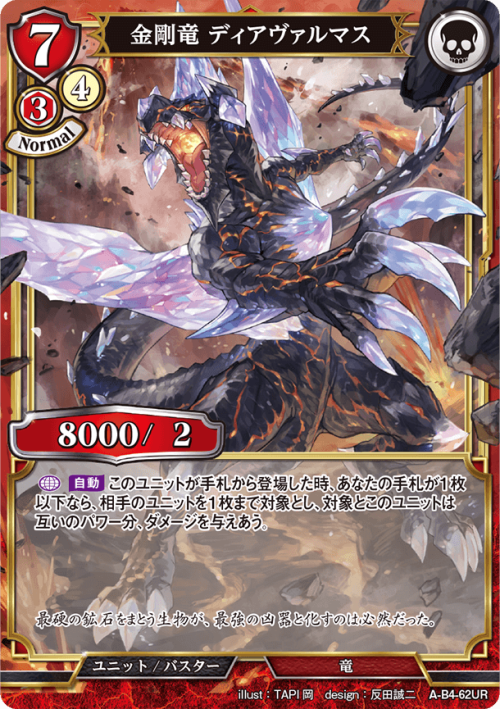 7
金剛竜 ディアヴァルマス
3
4
Normal
8000/ 2
自動 このユニットが手札から登場した時、あなたの手札が1枚
以下なら、相手のユニットを1枚まで対象とし、対象とこのユニットは
互いのパワー分、ダメージを与えあう。
最硬の鉱石をまとう生物が、最強の凶器と化すのは必然だった。
ユニット / バスター
竜
illust：TAPI岡 design：反田誠二 A-B4-62UR